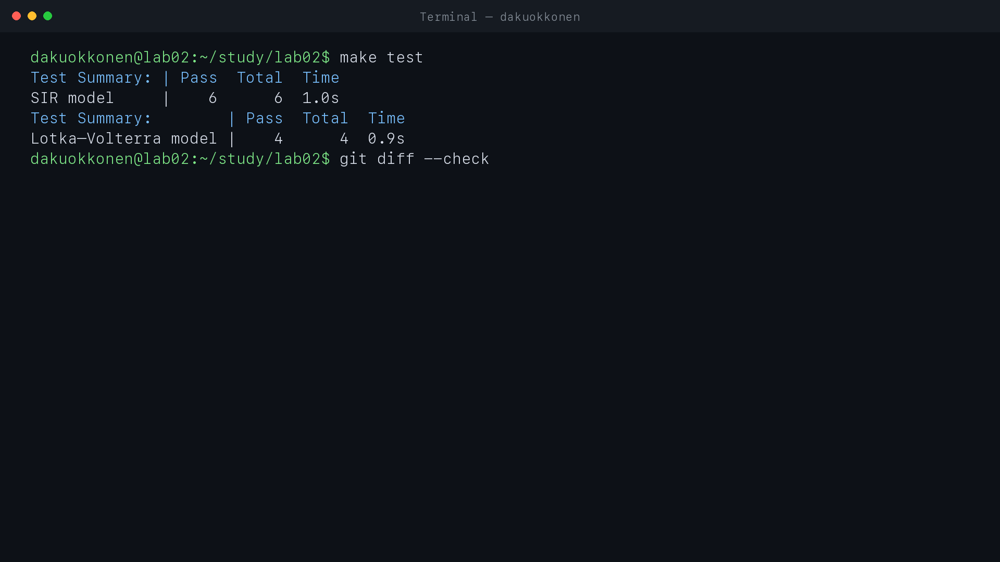 Terminal — dakuokkonen
dakuokkonen@lab02:~/study/lab02$ make test
Test Summary: | Pass  Total  Time
SIR model     |    6      6  1.0s
Test Summary:        | Pass  Total  Time
Lotka—Volterra model |    4      4  0.9s
dakuokkonen@lab02:~/study/lab02$ git diff --check